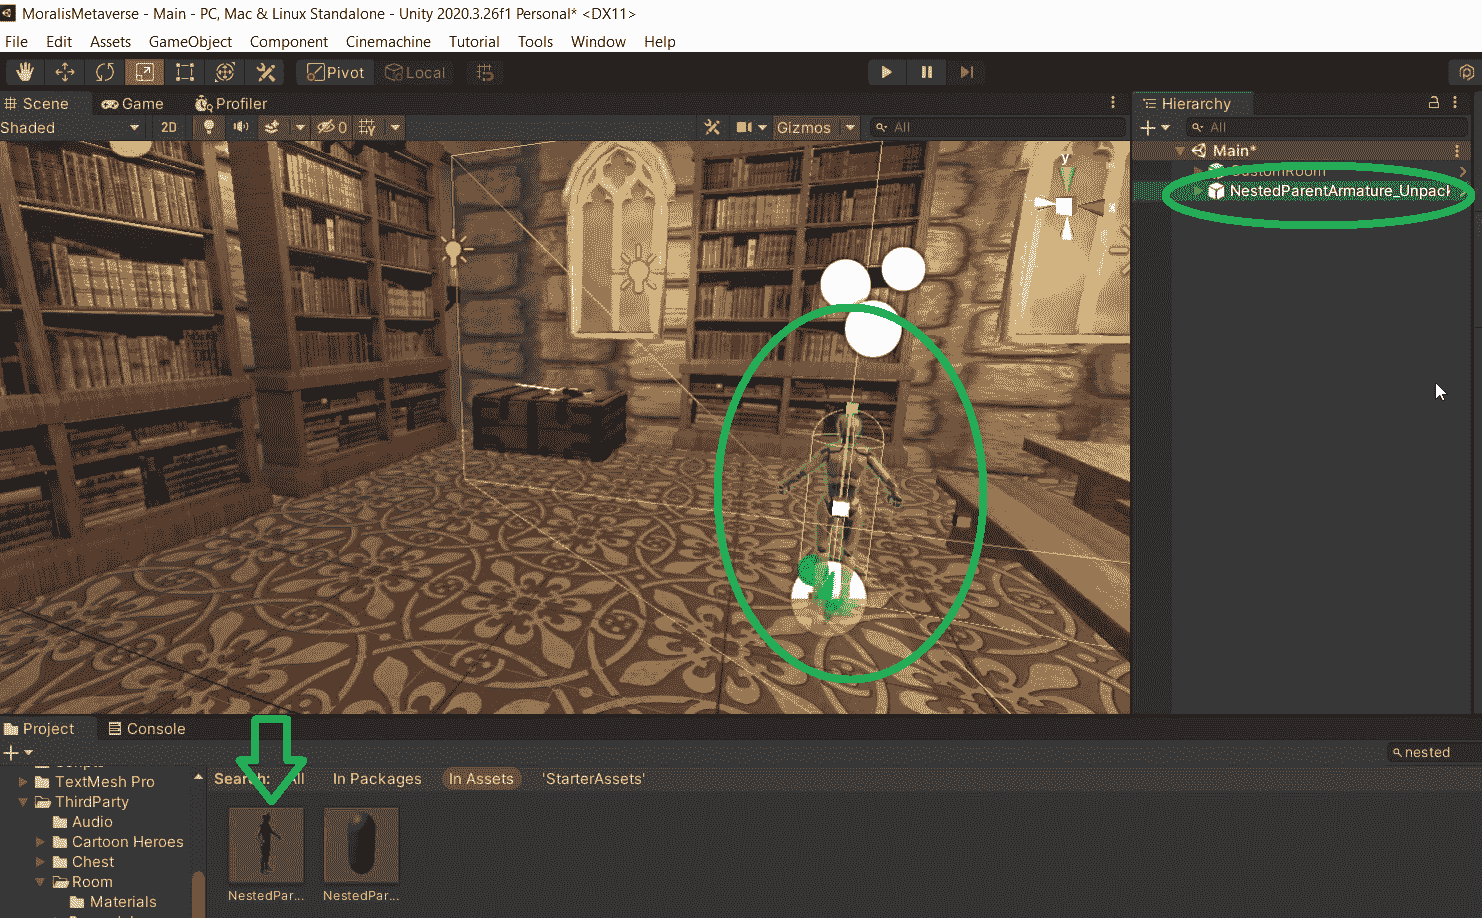 MoralisMetaverse - Main - PC, Mac & Linux Standalone - Unity 2020.3.26f1 Personal* <DX11>
File Edit Assets GameObject Component Cinemachine Tutorial Tools Window Help
Pivot Local
Scene Game Profiler
Hierarchy
Shaded 2D 0 Gizmos All
All
Main*
CustomRoom
NestedParentArmature_Unpack
y
x
Project Console
nested
Scripts
TextMesh Pro
ThirdParty
Audio
Cartoon Heroes
Chest
Room
Materials
Search: All In Packages In Assets 'StarterAssets'
NestedPar... NestedPar...